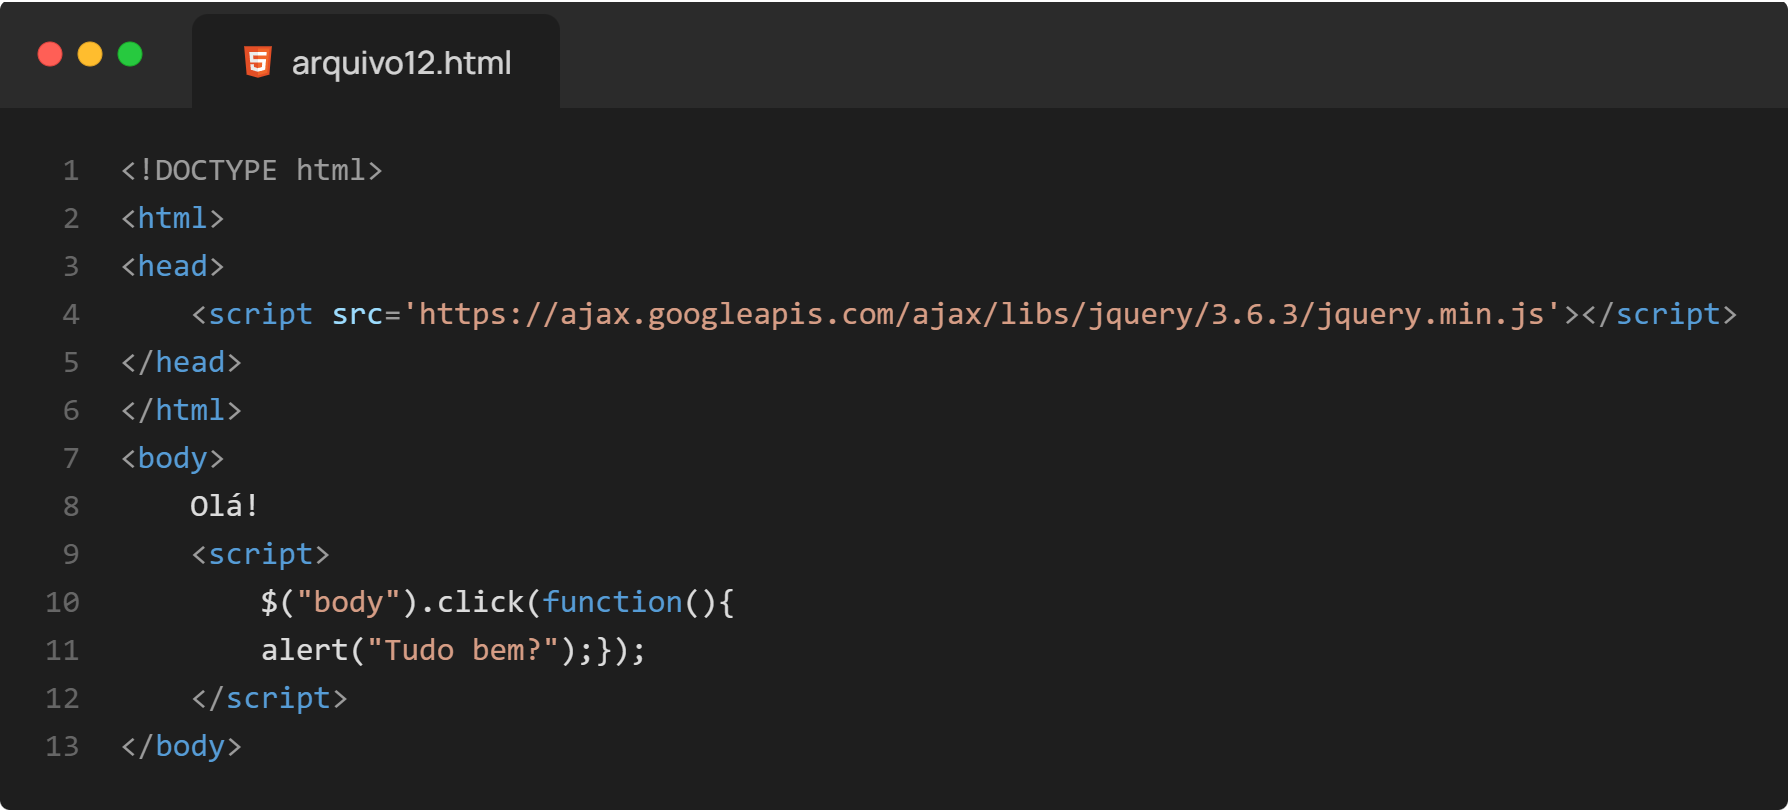 arquivo12.html
1 <!DOCTYPE html>
2 <html>
3 <head>
4     <script src='https://ajax.googleapis.com/ajax/libs/jquery/3.6.3/jquery.min.js'></script>
5 </head>
6 </html>
7 <body>
8     Olá!
9     <script>
10         $("body").click(function(){
11         alert("Tudo bem?");});
12     </script>
13 </body>